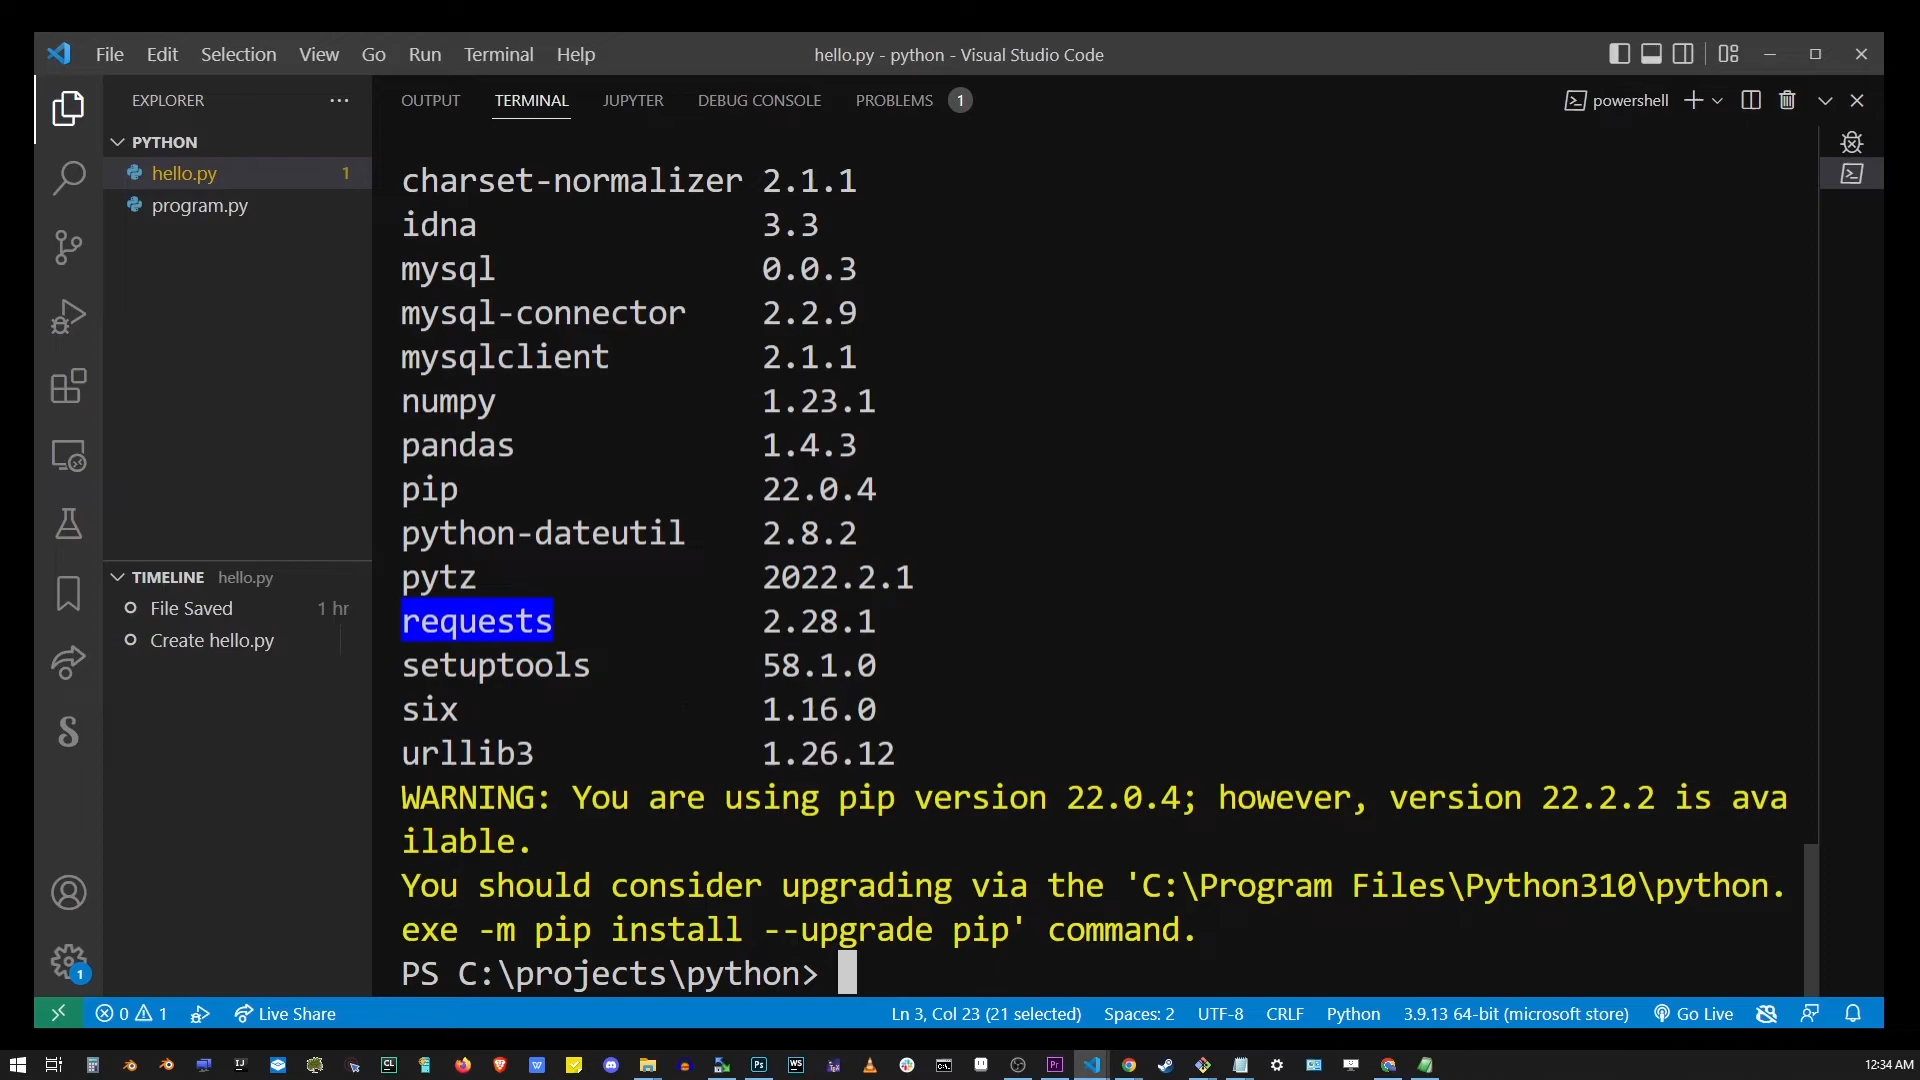 File Edit Selection View Go Run Terminal Help hello.py - python - Visual Studio Code
EXPLORER
OUTPUT TERMINAL JUPYTER DEBUG CONSOLE PROBLEMS 1 powershell
PYTHON
hello.py 1
program.py
TIMELINE hello.py
File Saved 1 hr
Create hello.py
charset-normalizer 2.1.1
idna 3.3
mysql 0.0.3
mysql-connector 2.2.9
mysqlclient 2.1.1
numpy 1.23.1
pandas 1.4.3
pip 22.0.4
python-dateutil 2.8.2
pytz 2022.2.1
requests 2.28.1
setuptools 58.1.0
six 1.16.0
urllib3 1.26.12
WARNING: You are using pip version 22.0.4; however, version 22.2.2 is ava
ilable.
You should consider upgrading via the 'C:\Program Files\Python310\python.
exe -m pip install --upgrade pip' command.
PS C:\projects\python>
1
0 1 Live Share Ln 3, Col 23 (21 selected) Spaces: 2 UTF-8 CRLF Python 3.9.13 64-bit (microsoft store) Go Live
12:34 AM